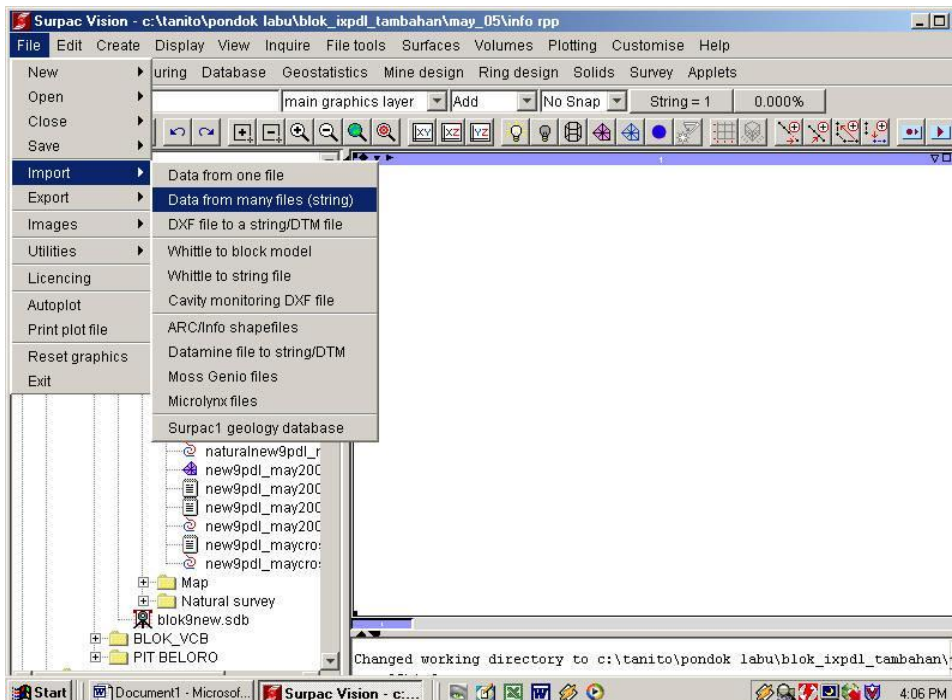 Surpac Vision - c:\tanito\pondok labu\blok_ixpdl_tambahan\may_05\info rpp
File Edit Create Display View Inquire File tools Surfaces Volumes Plotting Customise Help
New uring Database Geostatistics Mine design Ring design Solids Survey Applets
Open main graphics layer Add No Snap String = 1 0.000%
Close
Save XY XZ YZ
1
Import
Export
Images
Utilities
Licencing
Autoplot
Print plot file
Reset graphics
Exit
Data from one file
Data from many files (string)
DXF file to a string/DTM file
Whittle to block model
Whittle to string file
Cavity monitoring DXF file
ARC/Info shapefiles
Datamine file to string/DTM
Moss Genio files
Microlynx files
Surpac1 geology database
naturalnew9pdl_r
new9pdl_may200
new9pdl_may200
new9pdl_may200
new9pdl_may200
new9pdl_maycro
new9pdl_maycro
Map
Natural survey
blok9new.sdb
BLOK_VCB
PIT BELORO
1
Changed working directory to c:\tanito\pondok labu\blok_ixpdl_tambahan\
Start Document1 - Microsof... Surpac Vision - c:... 4:06 PM